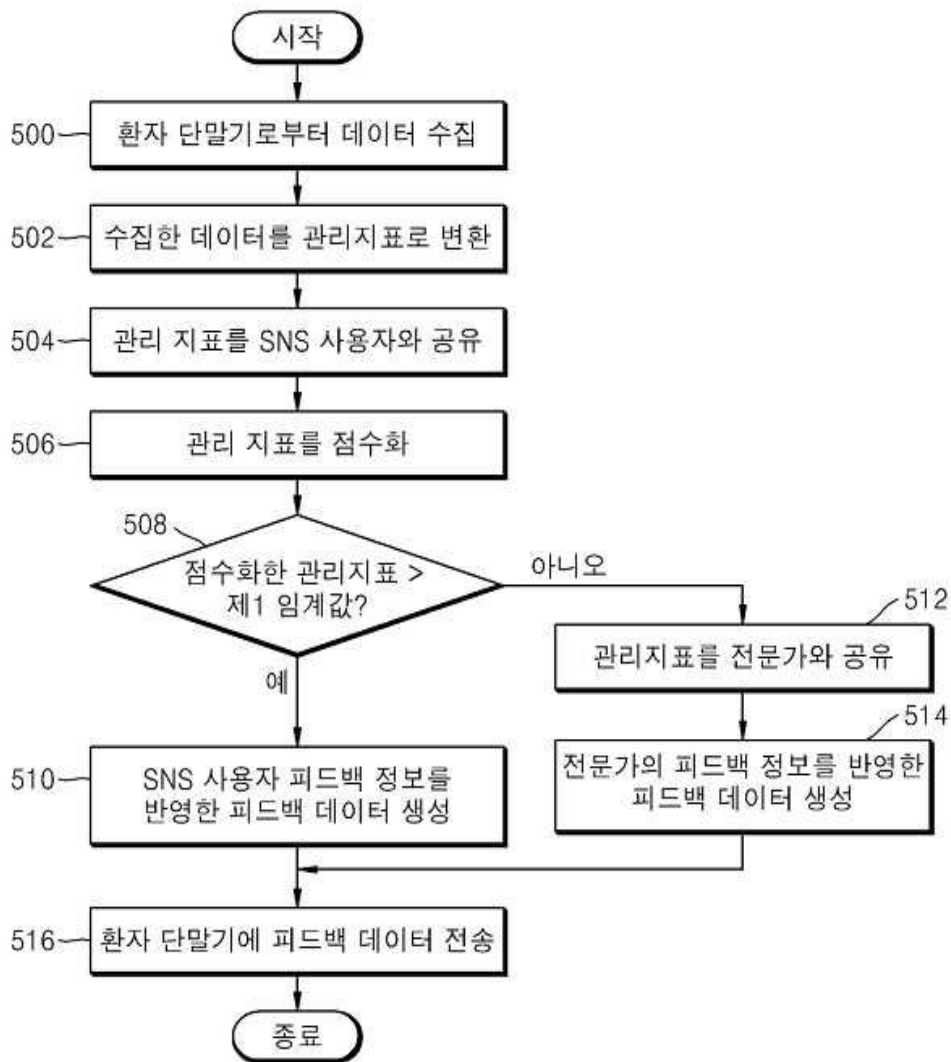 시작
500
환자 단말기로부터 데이터 수집
502
수집한 데이터를 관리지표로 변환
504
관리 지표를 SNS 사용자와 공유
506
관리 지표를 점수화
508
점수화한 관리지표 >
제1 임계값?
아니오
예
512
관리지표를 전문가와 공유
514
전문가의 피드백 정보를 반영한
피드백 데이터 생성
510
SNS 사용자 피드백 정보를
반영한 피드백 데이터 생성
516
환자 단말기에 피드백 데이터 전송
종료